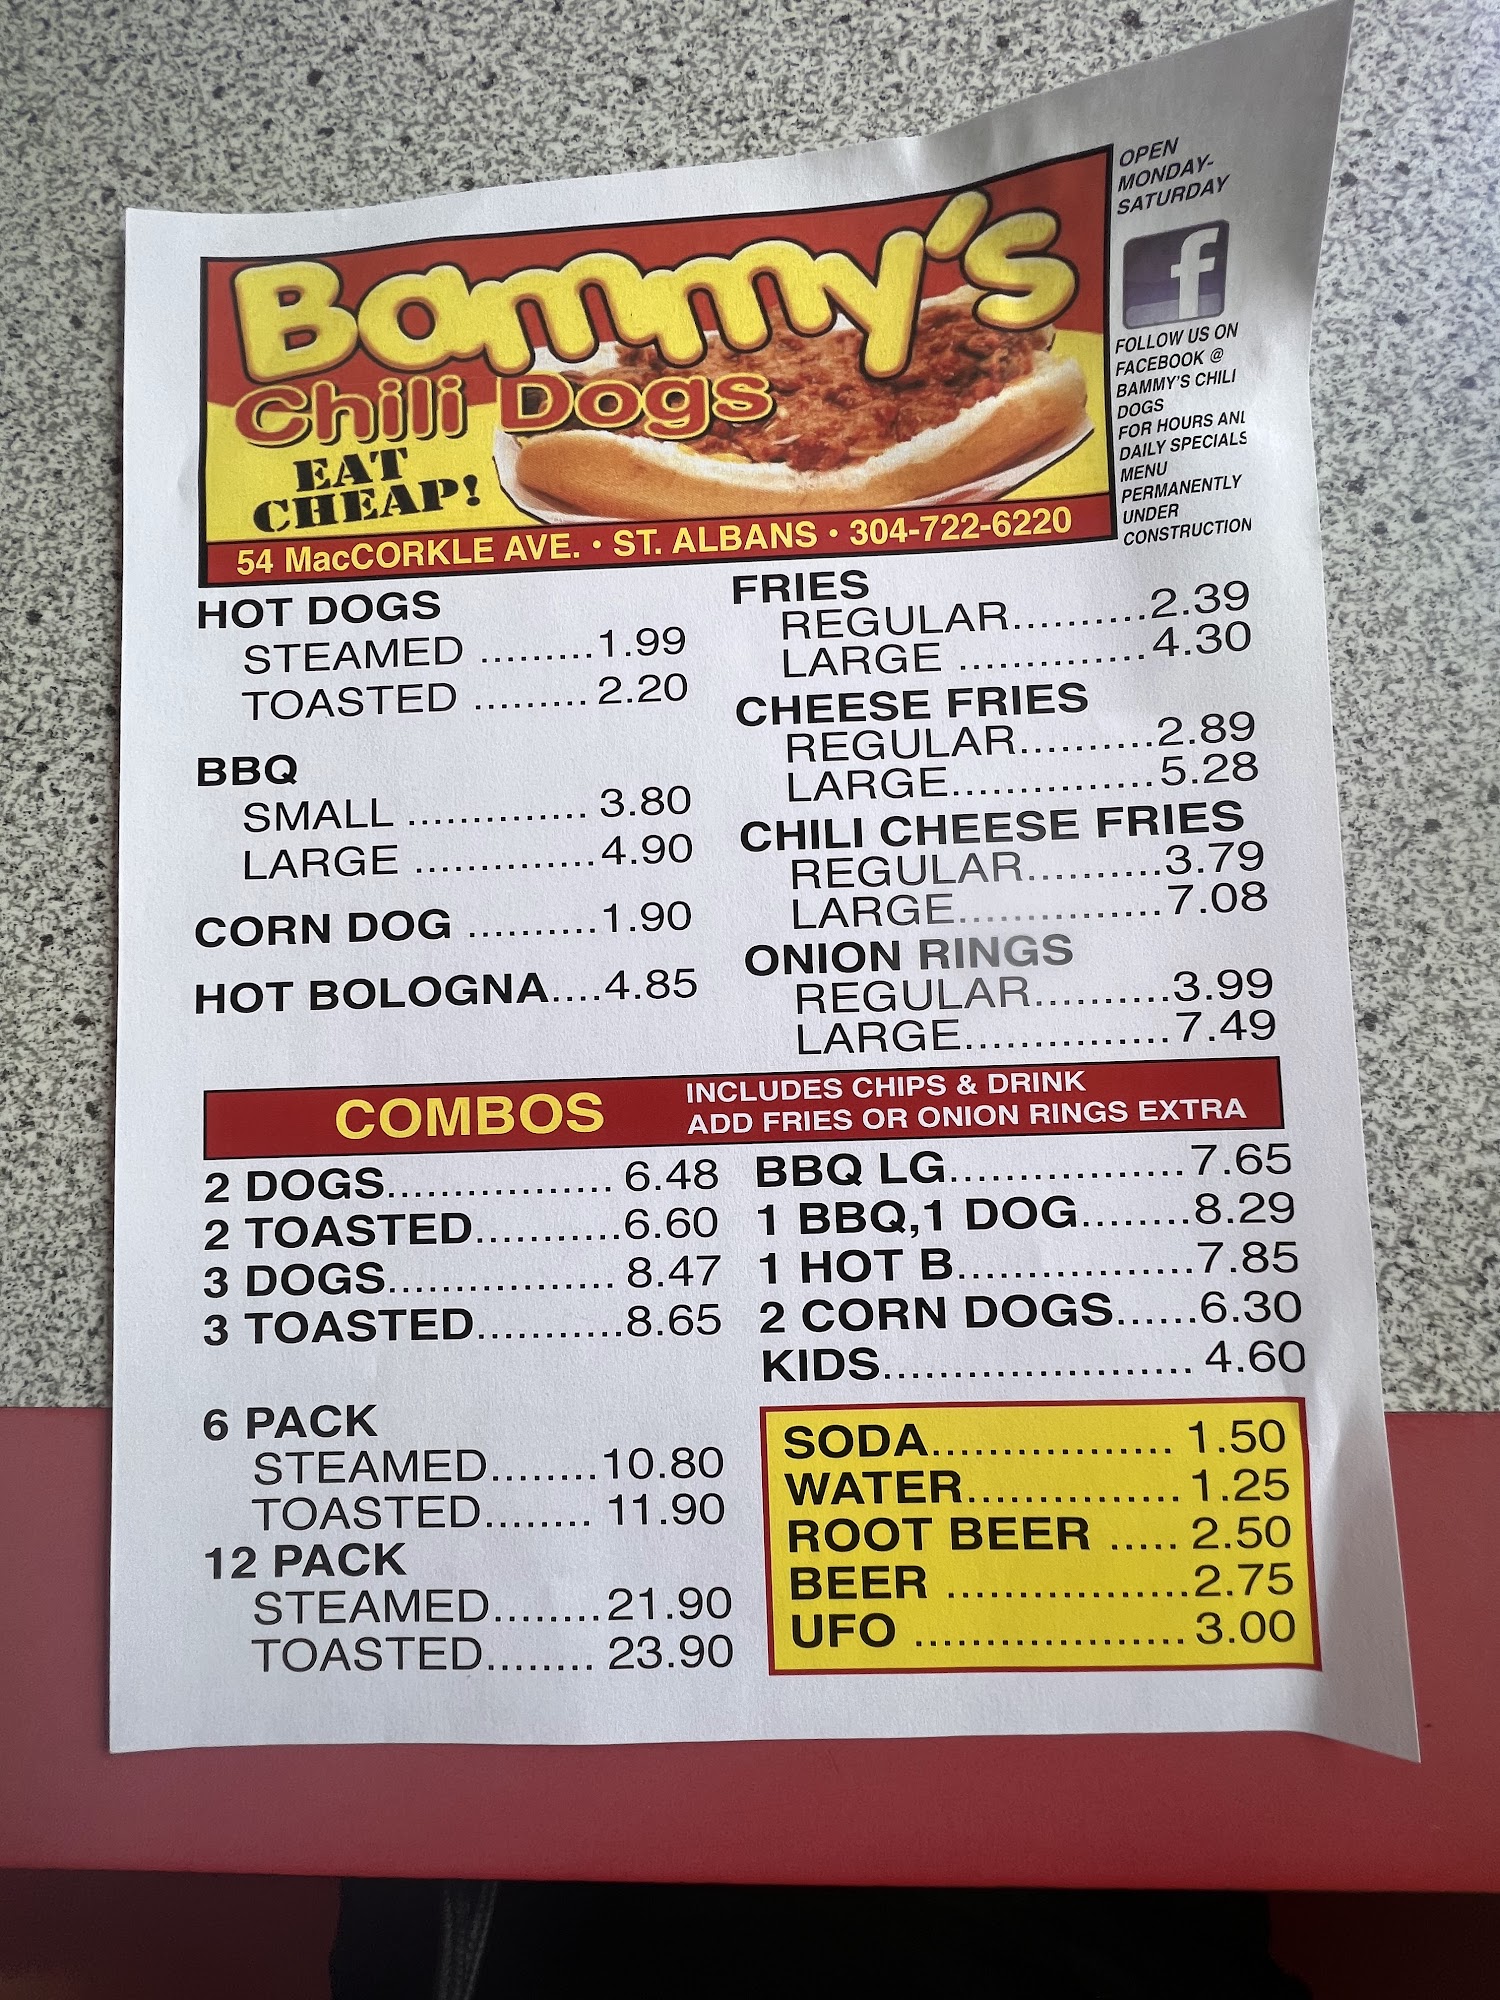 Bammy's
Chili Dogs
EAT
CHEAP!
54 MacCORKLE AVE. • ST. ALBANS • 304-722-6220
OPEN
MONDAY-
SATURDAY
f
FOLLOW US ON
FACEBOOK @
BAMMY'S CHILI
DOGS
FOR HOURS AND
DAILY SPECIALS
MENU
PERMANENTLY
UNDER
CONSTRUCTION
HOT DOGS
STEAMED .........1.99
TOASTED ......... 2.20
BBQ
SMALL ............. 3.80
LARGE .............4.90
CORN DOG ..........1.90
HOT BOLOGNA....4.85
FRIES
REGULAR..........2.39
LARGE ..............4.30
CHEESE FRIES
REGULAR..........2.89
LARGE...............5.28
CHILI CHEESE FRIES
REGULAR..........3.79
LARGE...............7.08
ONION RINGS
REGULAR..........3.99
LARGE...............7.49
COMBOS
INCLUDES CHIPS & DRINK
ADD FRIES OR ONION RINGS EXTRA
2 DOGS................. 6.48
2 TOASTED...........6.60
3 DOGS................. 8.47
3 TOASTED...........8.65
6 PACK
STEAMED........10.80
TOASTED........ 11.90
12 PACK
STEAMED........21.90
TOASTED........ 23.90
BBQ LG..................7.65
1 BBQ,1 DOG........8.29
1 HOT B.................7.85
2 CORN DOGS......6.30
KIDS...................... 4.60
SODA................. 1.50
WATER............... 1.25
ROOT BEER ..... 2.50
BEER .................2.75
UFO ...................3.00